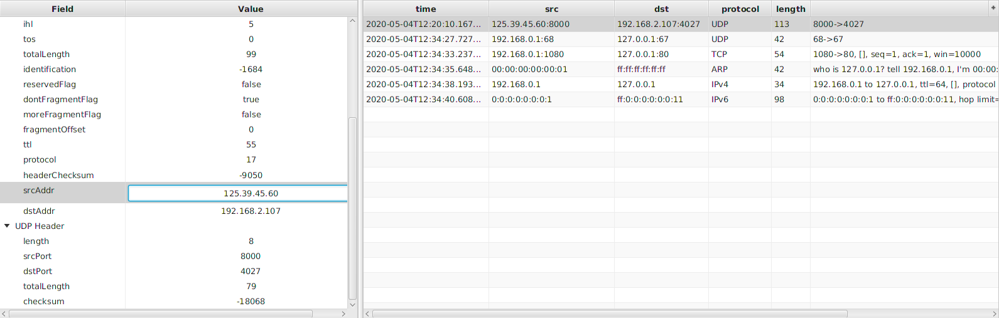 Field Value
ihl 5
tos 0
totalLength 99
identification -1684
reservedFlag false
dontFragmentFlag true
moreFragmentFlag false
fragmentOffset 0
ttl 55
protocol 17
headerChecksum -9050
srcAddr 125.39.45.60
dstAddr 192.168.2.107
UDP Header
length 8
srcPort 8000
dstPort 4027
totalLength 79
checksum -18068
time src dst protocol length +
2020-05-04T12:20:10.167... 125.39.45.60:8000 192.168.2.107:4027 UDP 113 8000->4027
2020-05-04T12:34:27.727... 192.168.0.1:68 127.0.0.1:67 UDP 42 68->67
2020-05-04T12:34:33.237... 192.168.0.1:1080 127.0.0.1:80 TCP 54 1080->80, [], seq=1, ack=1, win=10000
2020-05-04T12:34:35.648... 00:00:00:00:00:01 ff:ff:ff:ff:ff:ff ARP 42 who is 127.0.0.1? tell 192.168.0.1, I'm 00:00:
2020-05-04T12:34:38.193... 192.168.0.1 127.0.0.1 IPv4 34 192.168.0.1 to 127.0.0.1, ttl=64, [], protocol
2020-05-04T12:34:40.608... 0:0:0:0:0:0:0:1 ff:0:0:0:0:0:0:11 IPv6 98 0:0:0:0:0:0:0:1 to ff:0:0:0:0:0:0:11, hop limit=